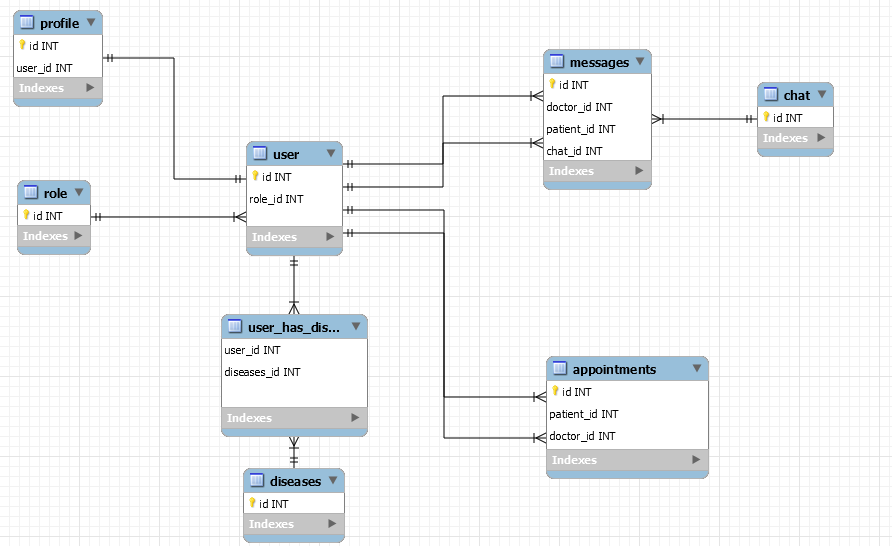 profile
id INT
user_id INT
Indexes
role
id INT
Indexes
user
id INT
role_id INT
Indexes
user_has_dis...
user_id INT
diseases_id INT
Indexes
diseases
id INT
Indexes
messages
id INT
doctor_id INT
patient_id INT
chat_id INT
Indexes
chat
id INT
Indexes
appointments
id INT
patient_id INT
doctor_id INT
Indexes